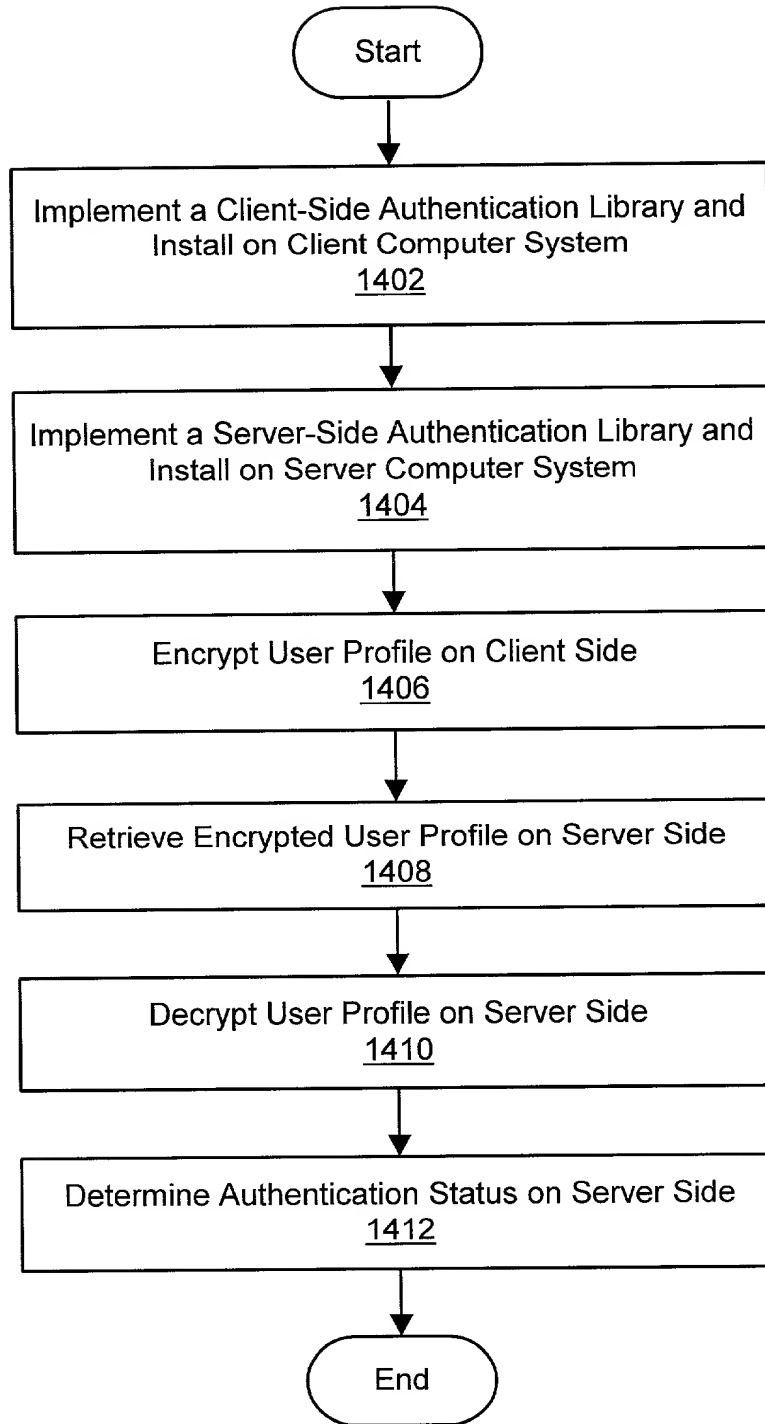 Start
Implement a Client-Side Authentication Library and
Install on Client Computer System
1402
Implement a Server-Side Authentication Library and
Install on Server Computer System
1404
Encrypt User Profile on Client Side
1406
Retrieve Encrypted User Profile on Server Side
1408
Decrypt User Profile on Server Side
1410
Determine Authentication Status on Server Side
1412
End